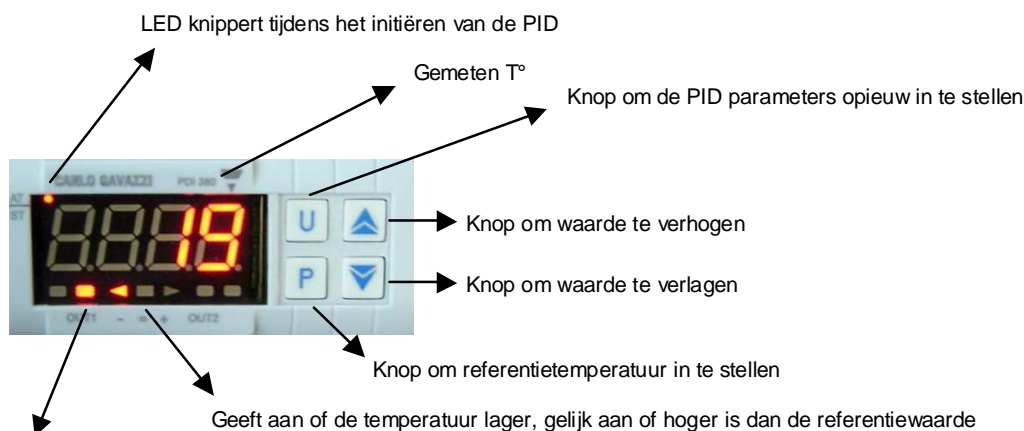 LED knippert tijdens het initiëren van de PID
Gemeten T°
Knop om de PID parameters opieuw in te stellen
CARLO GAVAZZI PDI 380
AT
ST
19
U
P
Knop om waarde te verhogen
Knop om waarde te verlagen
OUT1 - = + OUT2
Knop om referentietemperatuur in te stellen
Geeft aan of de temperatuur lager, gelijk aan of hoger is dan de referentiewaarde